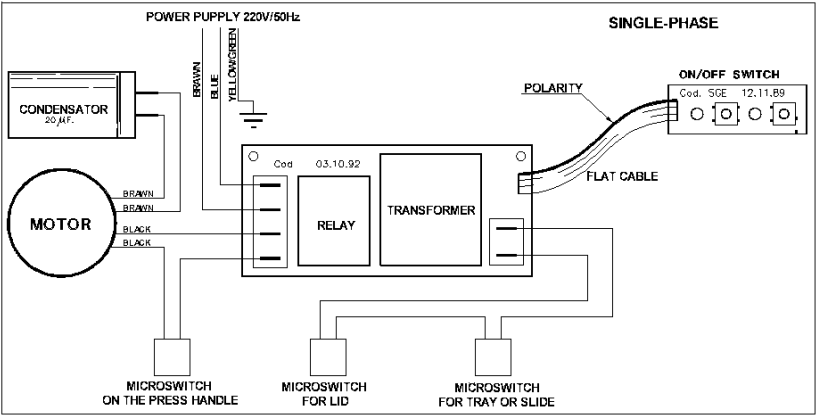 POWER PUPPLY 220V/50Hz
SINGLE-PHASE
BRAWN
BLUE
YELLOW/GREEN
ON/OFF SWITCH
Cod. SGE 12.11.89
POLARITY
CONDENSATOR
20 µF.
FLAT CABLE
Cod 03.10.92
RELAY
TRANSFORMER
MOTOR
BRAWN
BRAWN
BLACK
BLACK
MICROSWITCH
ON THE PRESS HANDLE
MICROSWITCH
FOR LID
MICROSWITCH
FOR TRAY OR SLIDE